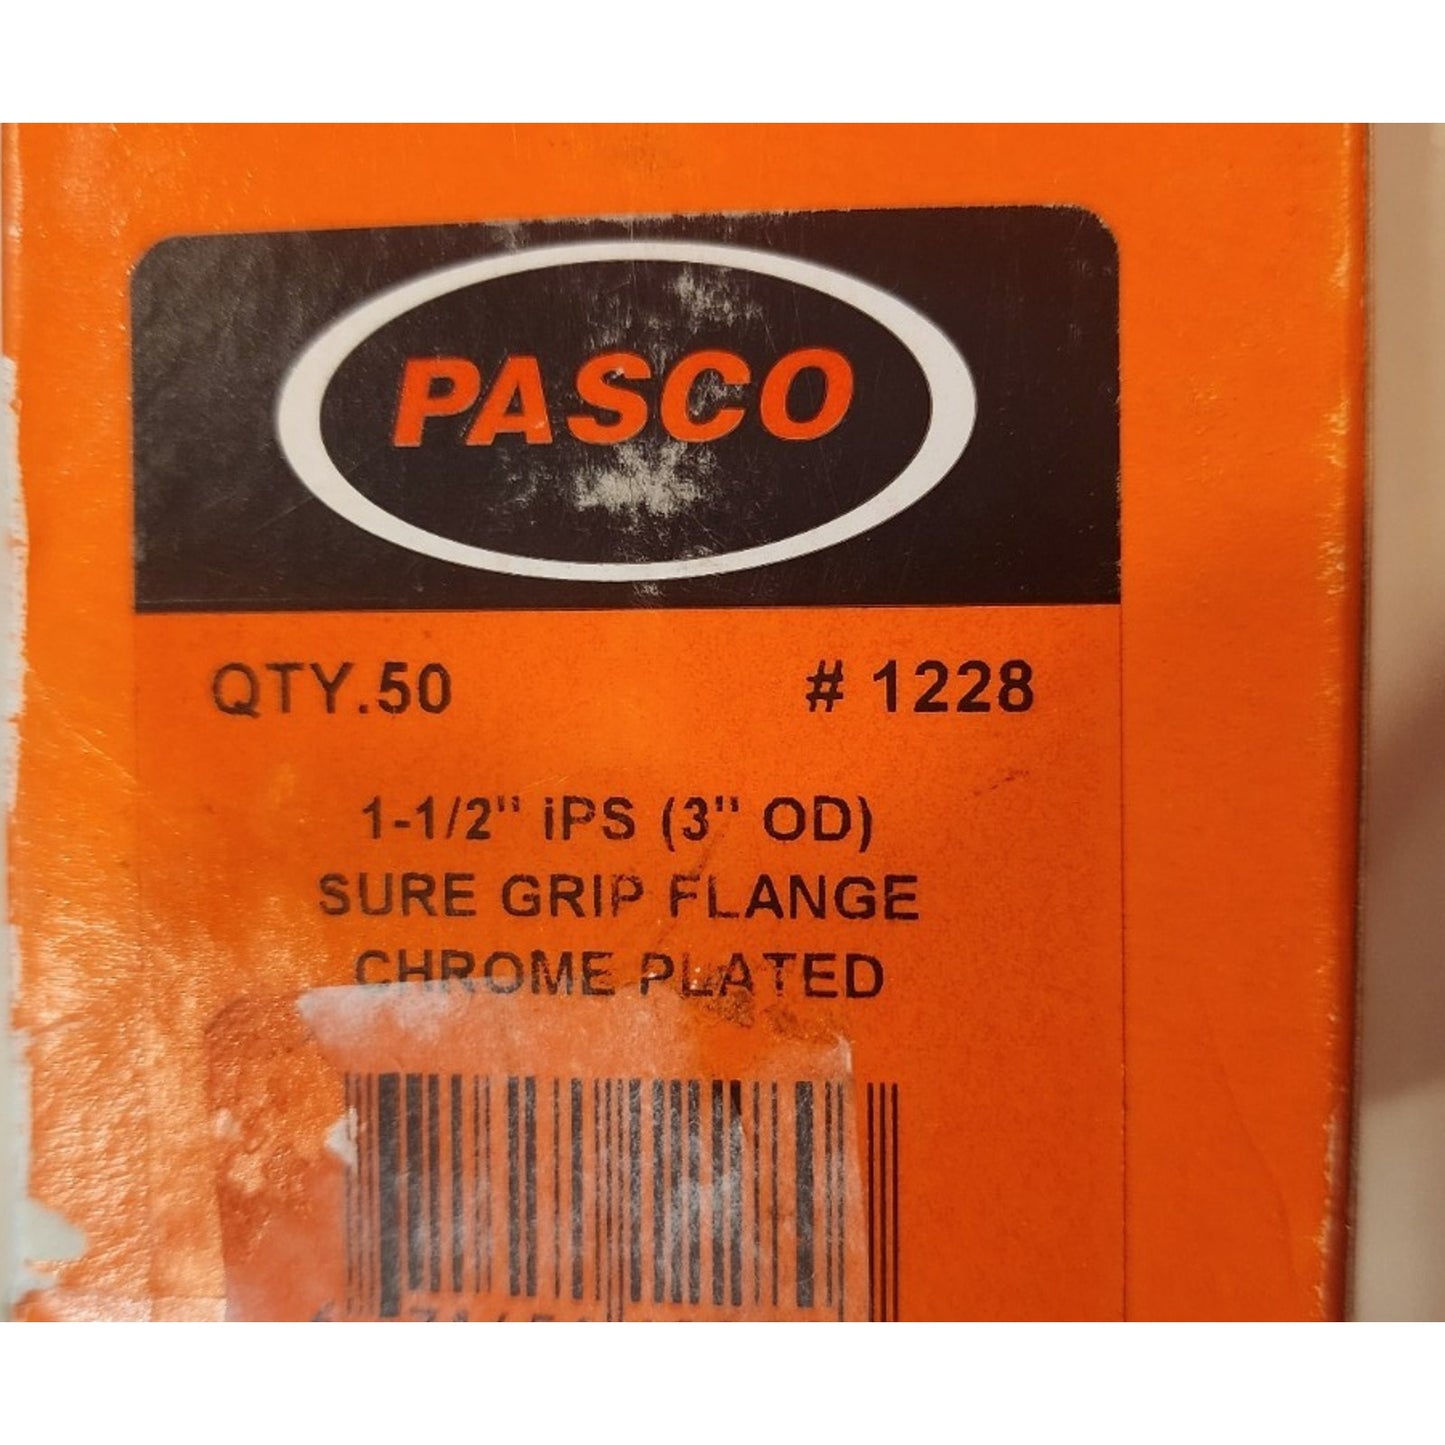 PASCO
QTY.50 # 1228
1-1/2" iPS (3" OD)
SURE GRIP FLANGE
CHROME PLATED